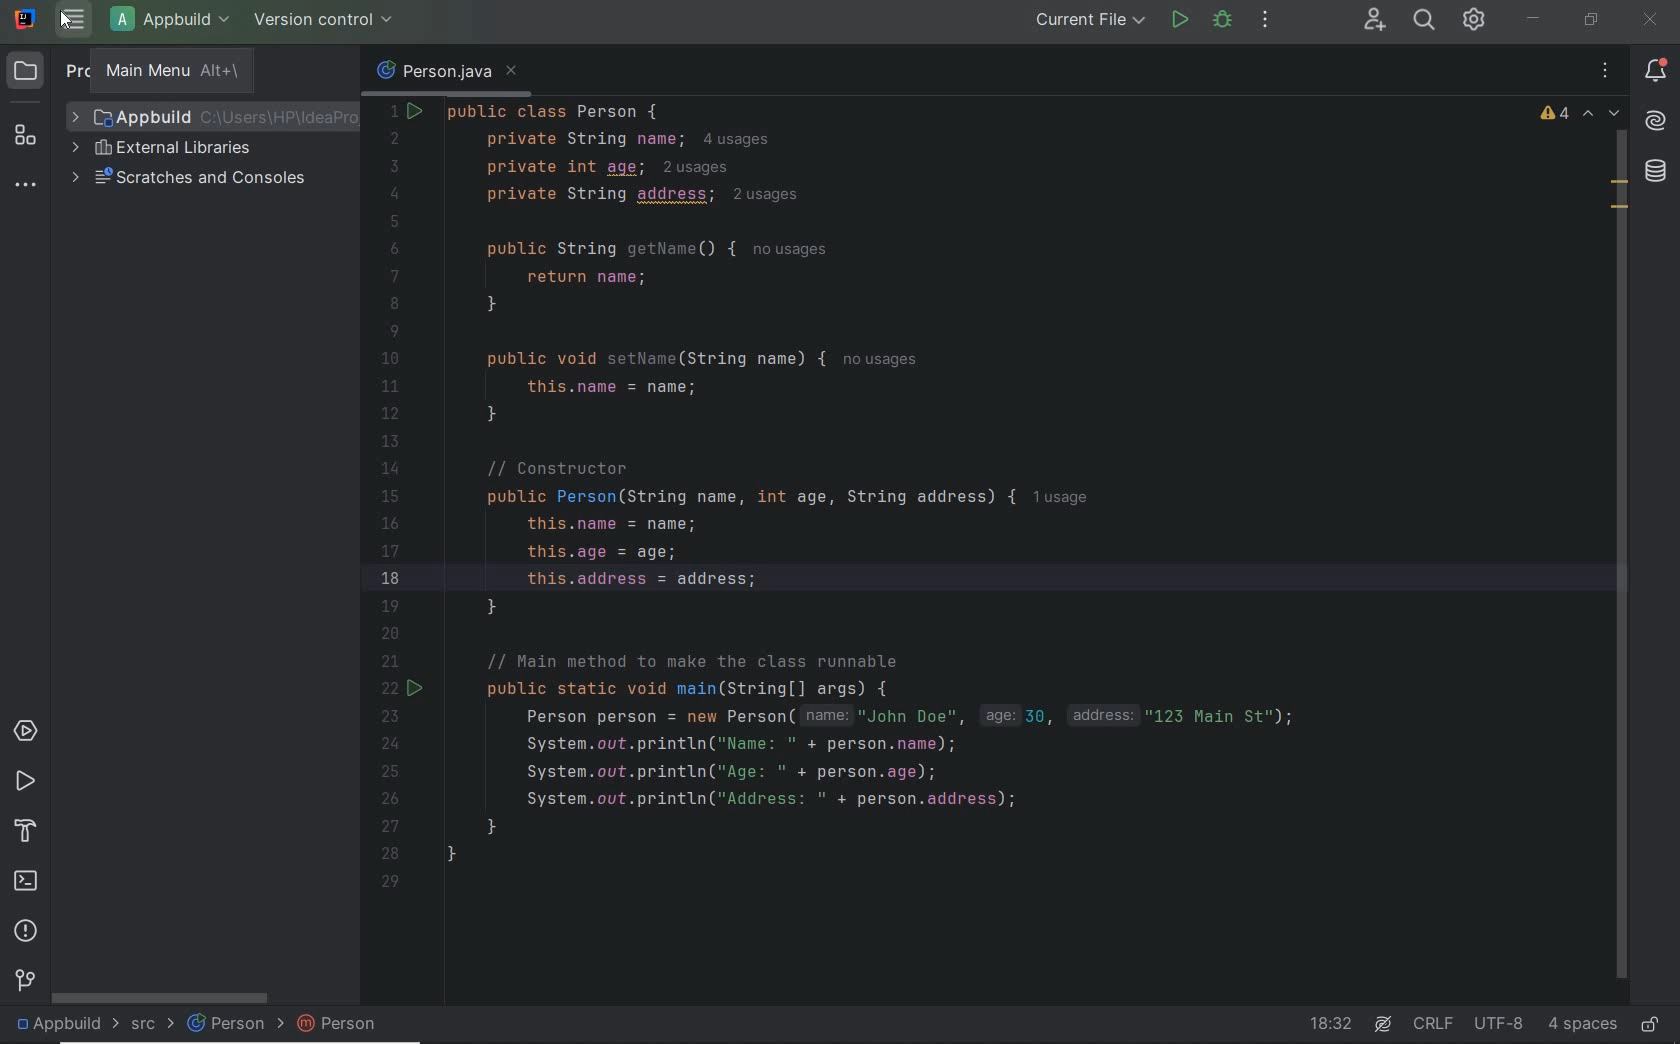 A Appbuild Version control Current File
Pro Main Menu Alt+\ Person.java
Appbuild C:\Users\HP\IdeaPro
External Libraries
Scratches and Consoles
4
1 public class Person {
2 private String name; 4 usages
3 private int age; 2 usages
4 private String address; 2 usages
5
6 public String getName() { no usages
7 return name;
8 }
9
10 public void setName(String name) { no usages
11 this.name = name;
12 }
13
14 // Constructor
15 public Person(String name, int age, String address) { 1 usage
16 this.name = name;
17 this.age = age;
18 this.address = address;
19 }
20
21 // Main method to make the class runnable
22 public static void main(String[] args) {
23 Person person = new Person( name: "John Doe", age: 30, address: "123 Main St");
24 System.out.println("Name: " + person.name);
25 System.out.println("Age: " + person.age);
26 System.out.println("Address: " + person.address);
27 }
28 }
29
Appbuild > src > Person > m Person 18:32 CRLF UTF-8 4 spaces